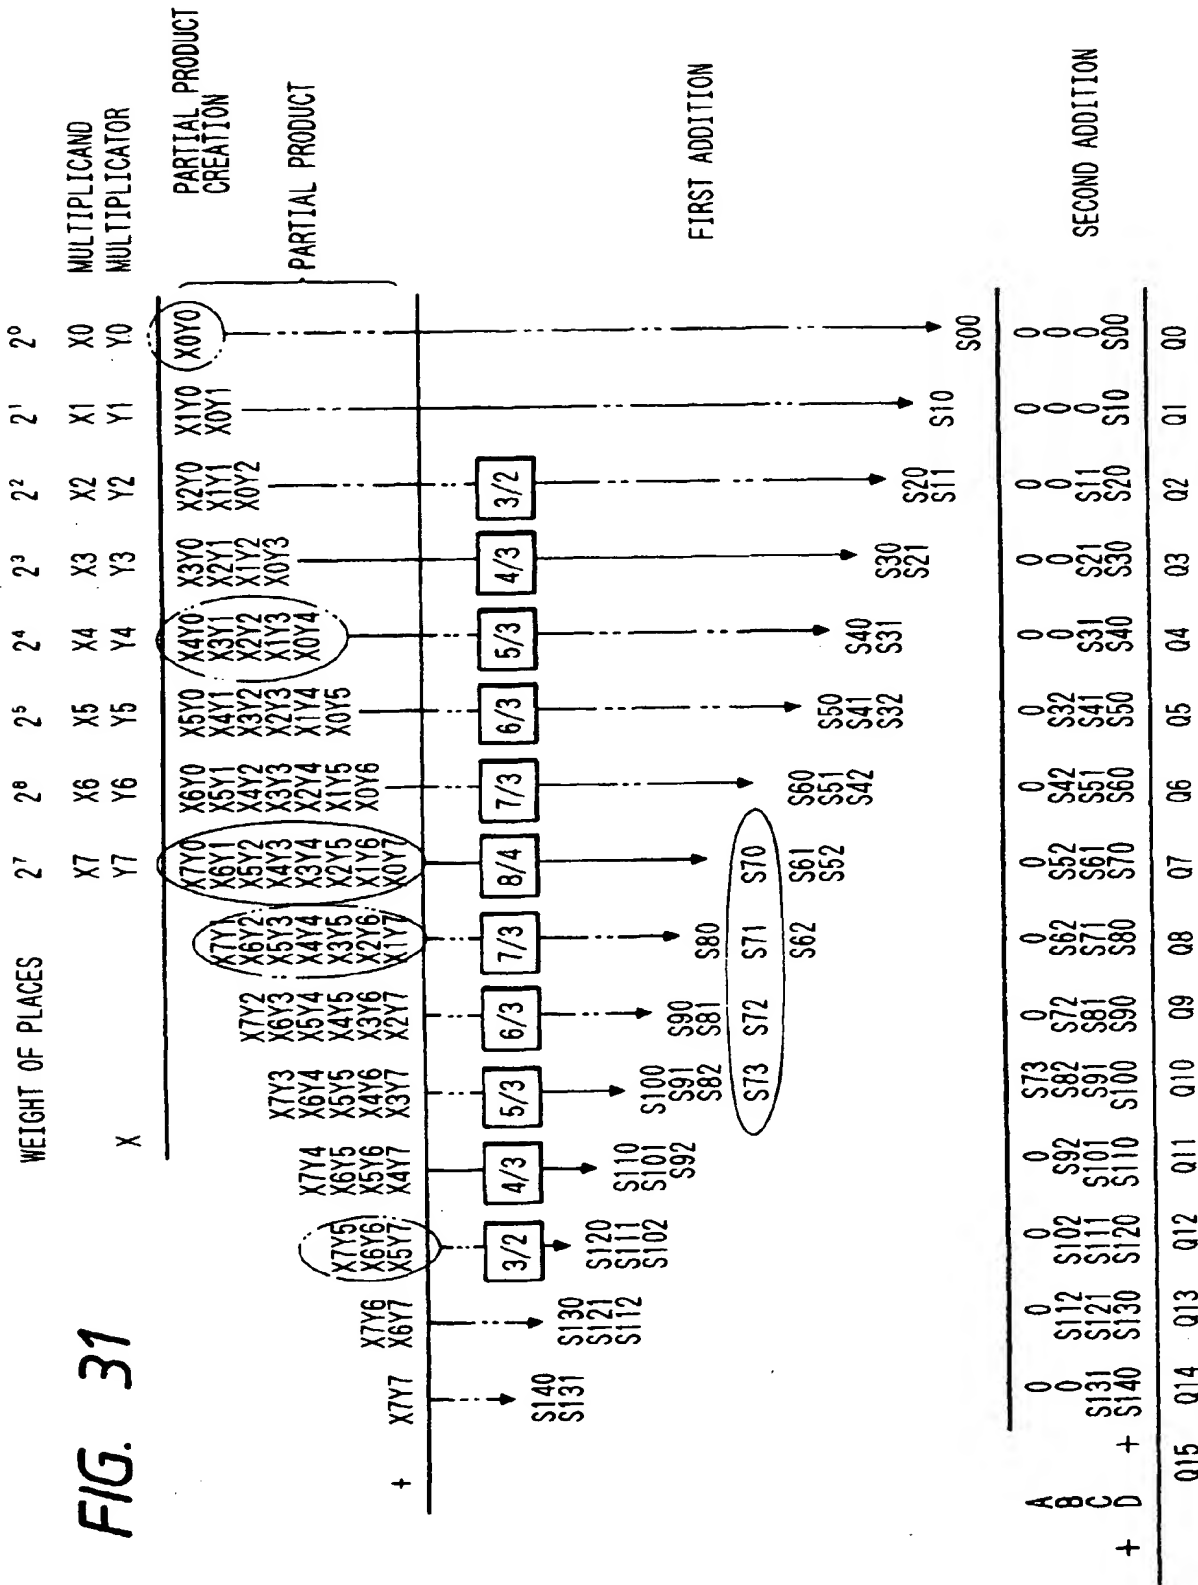 FIG. 31
WEIGHT OF PLACES 2⁷ 2⁸ 2⁵ 2⁴ 2³ 2² 2¹ 2⁰
X7 X6 X5 X4 X3 X2 X1 X0 MULTIPLICAND
X Y7 Y6 Y5 Y4 Y3 Y2 Y1 Y0 MULTIPLICATOR
PARTIAL PRODUCT
CREATION
PARTIAL PRODUCT
X7Y0 X6Y0 X5Y0 X4Y0 X3Y0 X2Y0 X1Y0 X0Y0
X7Y1 X6Y1 X5Y1 X4Y1 X3Y1 X2Y1 X1Y1 X0Y1
X7Y2 X6Y2 X5Y2 X4Y2 X3Y2 X2Y2 X1Y2 X0Y2
X7Y3 X6Y3 X5Y3 X4Y3 X3Y3 X2Y3 X1Y3 X0Y3
X7Y4 X6Y4 X5Y4 X4Y4 X3Y4 X2Y4 X1Y4 X0Y4
X7Y5 X6Y5 X5Y5 X4Y5 X3Y5 X2Y5 X1Y5 X0Y5
X7Y6 X6Y6 X5Y6 X4Y6 X3Y6 X2Y6 X1Y6 X0Y6
+ X7Y7 X6Y7 X5Y7 X4Y7 X3Y7 X2Y7 X1Y7 X0Y7
3/2 4/3 5/3 6/3 7/3 8/4 7/3 6/3 5/3 4/3 3/2
FIRST ADDITION
S140 S131
S130 S121 S112
S120 S111 S102
S110 S101 S92
S100 S91 S82 S73
S90 S81 S72
S80 S71 S62
S70 S61 S52
S60 S51 S42
S50 S41 S32
S40 S31
S30 S21
S20 S11
S10
S00
SECOND ADDITION
A 0 0 0 0 S73 0 0 0 0 0 0 0 0 0 0
B 0 S112 S102 S92 S82 S72 S62 S52 S42 S32 0 0 0 0 0
C S131 S121 S111 S101 S91 S81 S71 S61 S51 S41 S31 S21 S11 0 0
+ D + S140 S130 S120 S110 S100 S90 S80 S70 S60 S50 S40 S30 S20 S10 S00
Q15 Q14 Q13 Q12 Q11 Q10 Q9 Q8 Q7 Q6 Q5 Q4 Q3 Q2 Q1 Q0